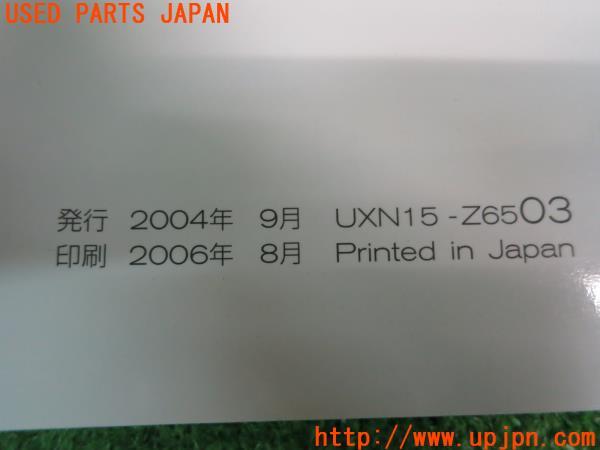 USED PARTS JAPAN
発行 2004年 9月 UXN15-Z6503
印刷 2006年 8月 Printed in Japan
http://www.upjpn.com